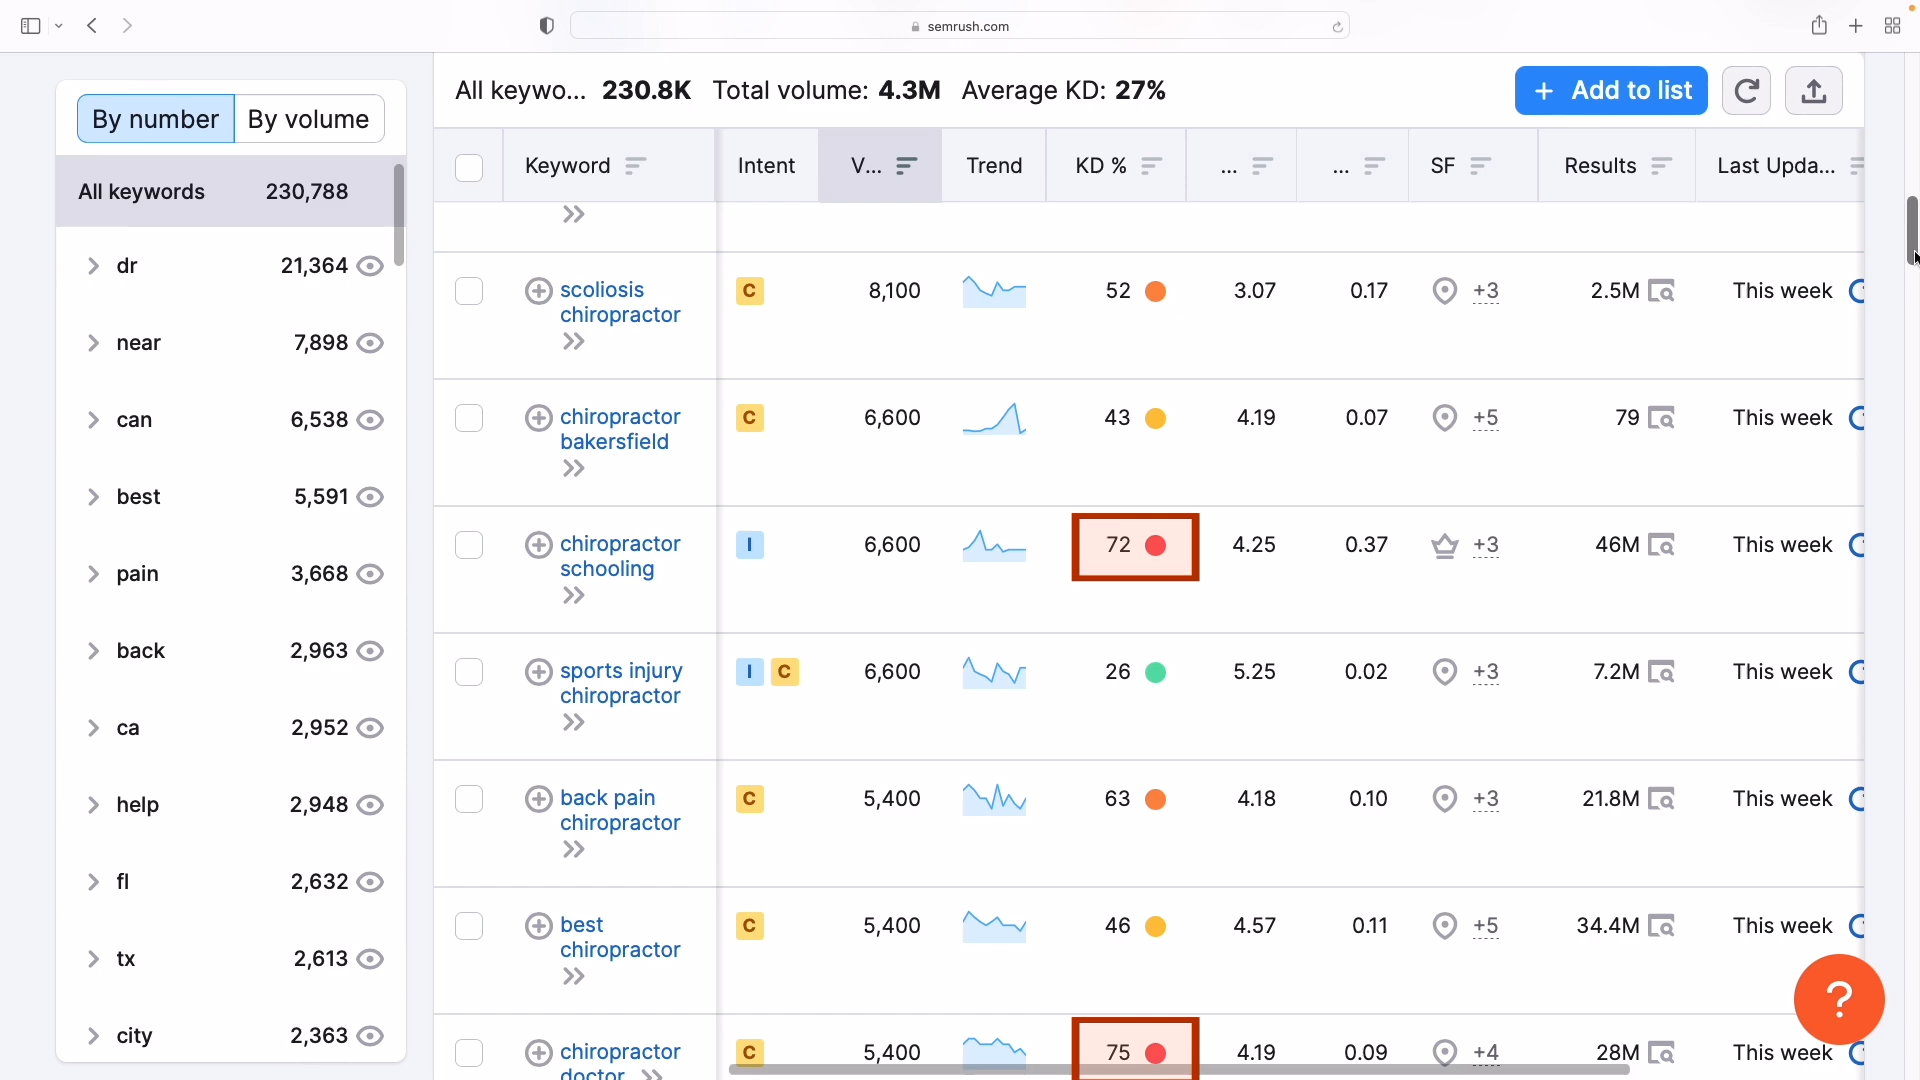 semrush.com
By number By volume
All keywords 230,788
dr 21,364
near 7,898
can 6,538
best 5,591
pain 3,668
back 2,963
ca 2,952
help 2,948
fl 2,632
tx 2,613
city 2,363
All keywo... 230.8K Total volume: 4.3M Average KD: 27%
+ Add to list
Keyword Intent V... Trend KD % ... ... SF Results Last Upda...
scoliosis C 8,100 52 3.07 0.17 +3 2.5M This week
chiropractor
chiropractor C 6,600 43 4.19 0.07 +5 79 This week
bakersfield
chiropractor I 6,600 72 4.25 0.37 +3 46M This week
schooling
sports injury I C 6,600 26 5.25 0.02 +3 7.2M This week
chiropractor
back pain C 5,400 63 4.18 0.10 +3 21.8M This week
chiropractor
best C 5,400 46 4.57 0.11 +5 34.4M This week
chiropractor
chiropractor C 5,400 75 4.19 0.09 +4 28M This week
doctor
?